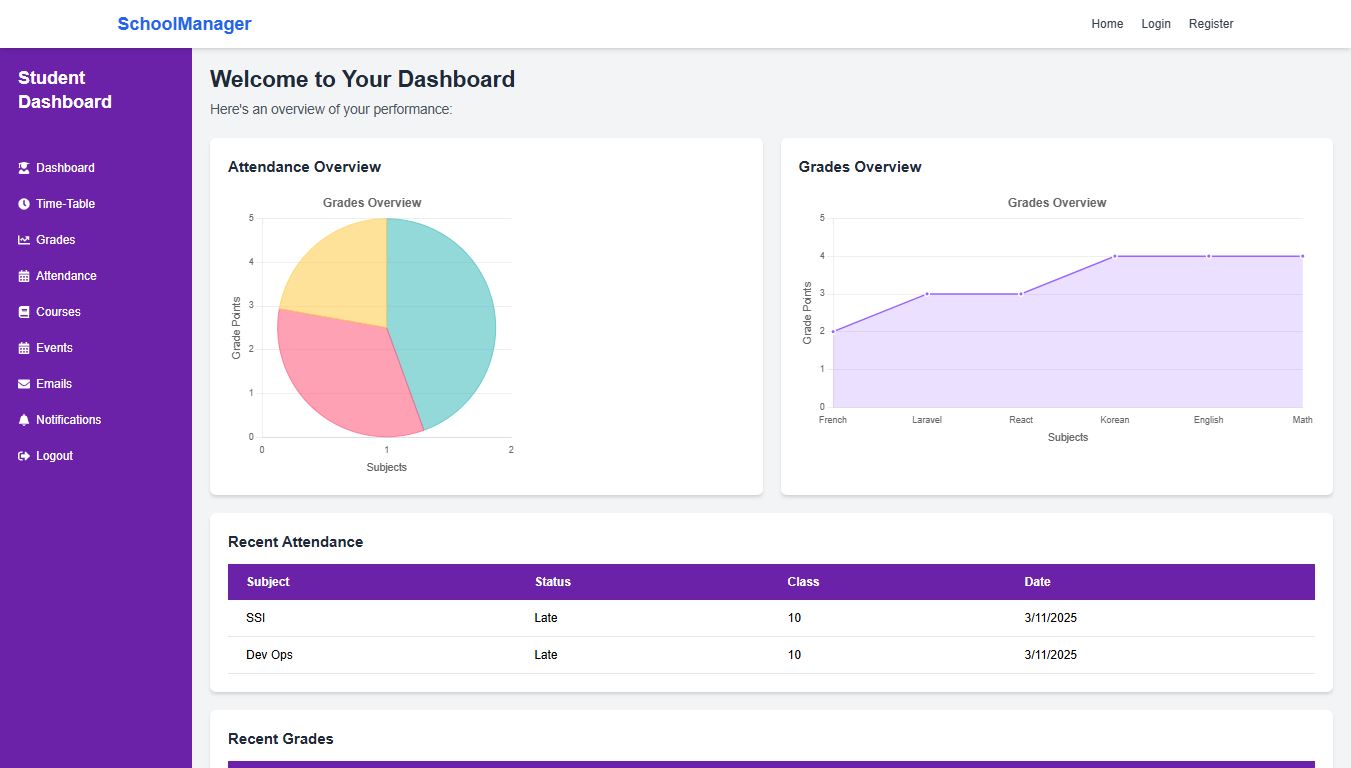 SchoolManager
Home Login Register
Student
Dashboard
Dashboard
Time-Table
Grades
Attendance
Courses
Events
Emails
Notifications
Logout
Welcome to Your Dashboard
Here's an overview of your performance:
Attendance Overview
Grades Overview
5
4
3
2
1
0
Grade Points
0 1 2
Subjects
Grades Overview
Grades Overview
5
4
3
2
1
0
Grade Points
French Laravel React Korean English Math
Subjects
Recent Attendance
Subject Status Class Date
SSI Late 10 3/11/2025
Dev Ops Late 10 3/11/2025
Recent Grades